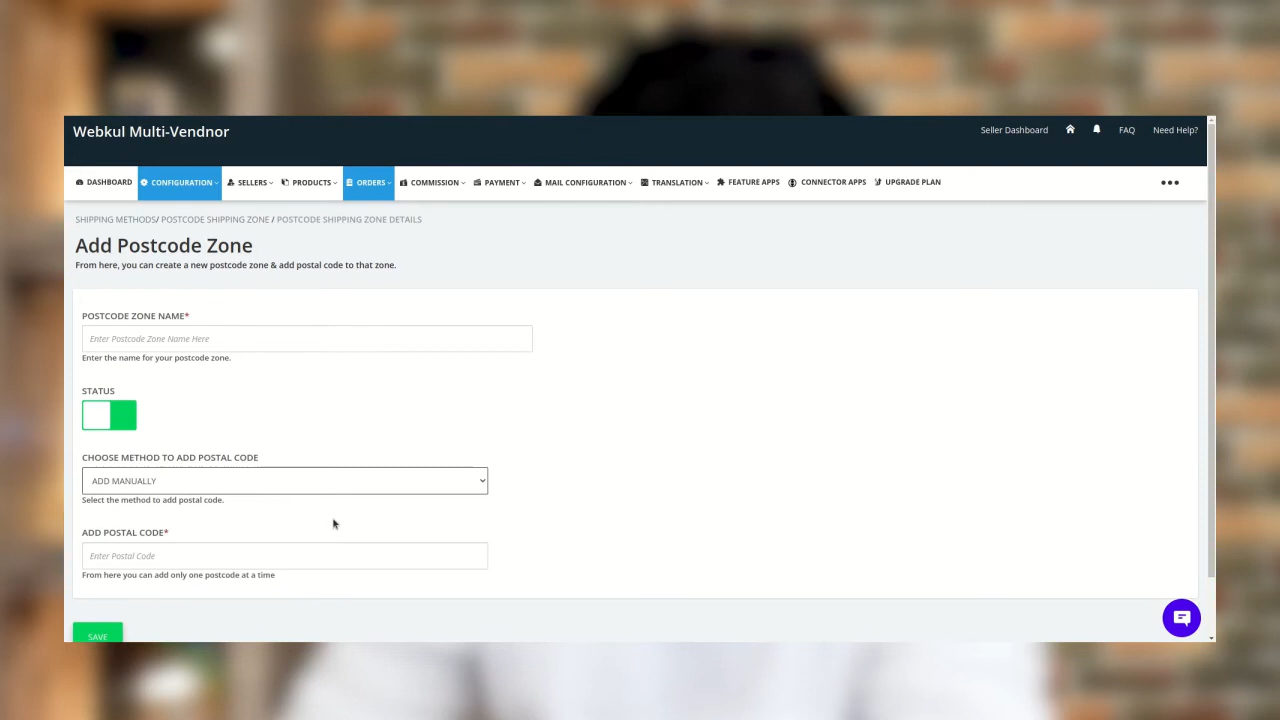 Webkul Multi-Vendnor
Seller Dashboard FAQ Need Help?
DASHBOARD CONFIGURATION SELLERS PRODUCTS ORDERS COMMISSION PAYMENT MAIL CONFIGURATION TRANSLATION FEATURE APPS CONNECTOR APPS UPGRADE PLAN
SHIPPING METHODS/ POSTCODE SHIPPING ZONE / POSTCODE SHIPPING ZONE DETAILS
Add Postcode Zone
From here, you can create a new postcode zone & add postal code to that zone.
POSTCODE ZONE NAME*
Enter Postcode Zone Name Here
Enter the name for your postcode zone.
STATUS
CHOOSE METHOD TO ADD POSTAL CODE
ADD MANUALLY
Select the method to add postal code.
ADD POSTAL CODE*
Enter Postal Code
From here you can add only one postcode at a time
SAVE